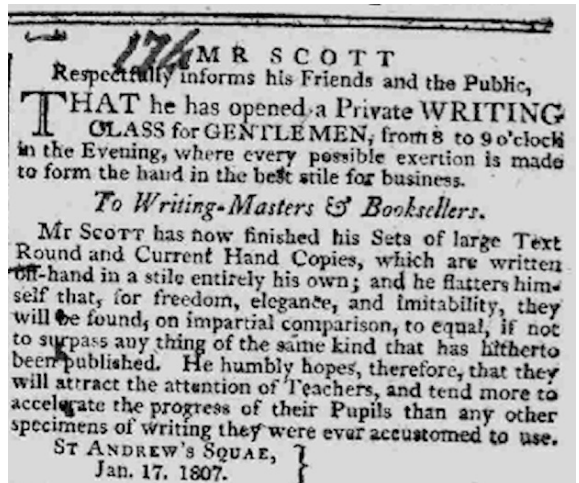 174
MR SCOTT
Respectfully informs his Friends and the Public,
THAT he has opened a Private WRITING
CLASS for GENTLEMEN, from 8 to 9 o'clock
in the Evening, where every possible exertion is made
to form the hand in the best stile for business.
To Writing-Masters & Booksellers.
MR SCOTT has now finished his Sets of large Text
Round and Current Hand Copies, which are written
off-hand in a stile entirely his own; and he flatters him-
self that, for freedom, elegance, and imitability, they
will be found, on impartial comparison, to equal, if not
to surpass any thing of the same kind that has hitherto
been published. He humbly hopes, therefore, that they
will attract the attention of Teachers, and tend more to
accelerate the progress of their Pupils than any other
specimens of writing they were ever accustomed to use.
ST ANDREW'S SQUAE,
Jan. 17. 1807.